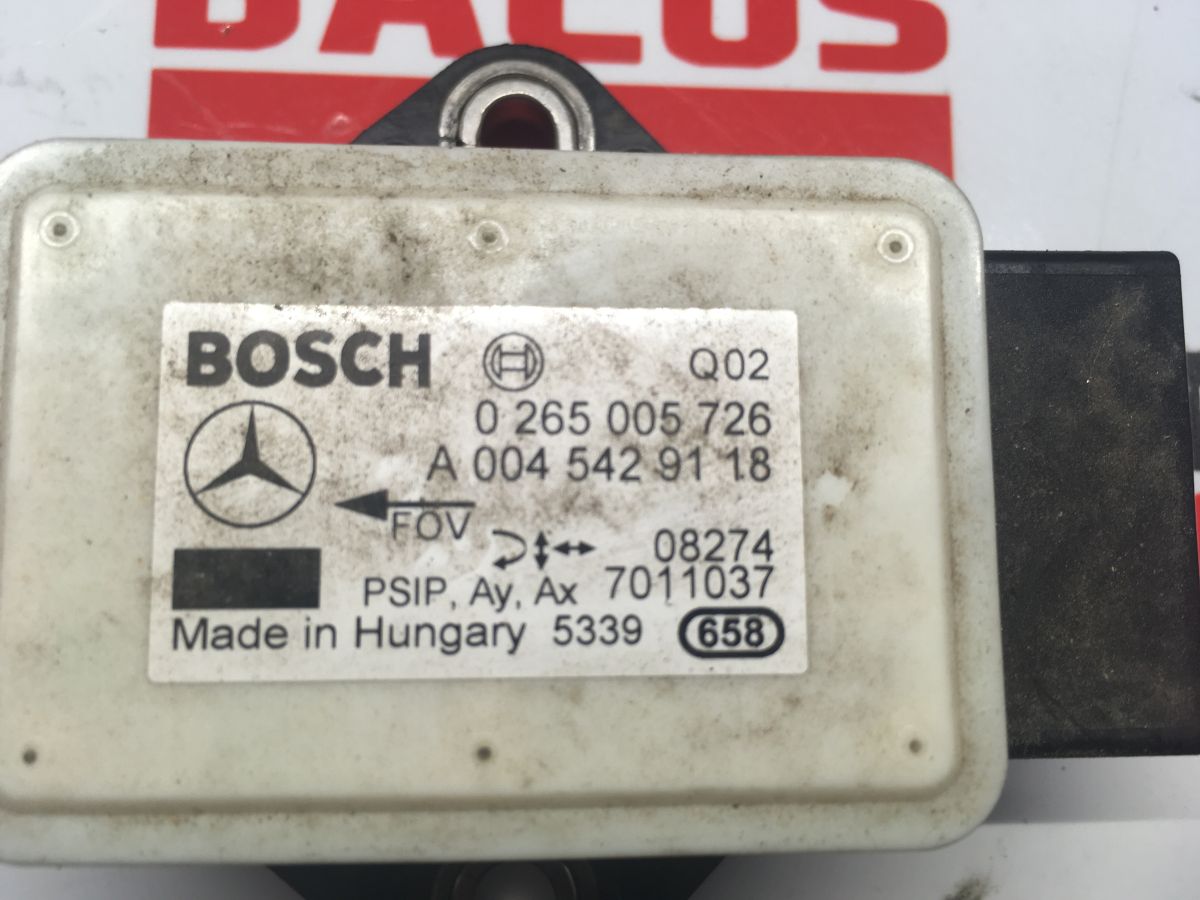 BOSCH Q02
0 265 005 726
A 004 542 91 18
FOV
08274
PSIP, Ay, Ax 7011037
Made in Hungary 5339 658